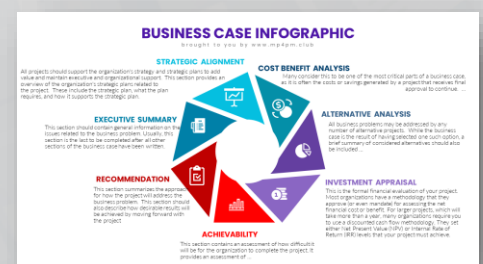 BUSINESS CASE INFOGRAPHIC
brought to you by www.mp4pm.club
STRATEGIC ALIGNMENT
All projects should support the organization's strategy and strategic plans to add
value and maintain executive and organizational support. This section provides an
overview of the organization's strategic plans related to
the project. These include the strategic plan, what the plan
requires, and how it supports the strategic plan.
COST BENEFIT ANALYSIS
Many consider this to be one of the most critical parts of a business case,
as it is often the costs or savings generated by a project that receives final
approval to continue. ...
EXECUTIVE SUMMARY
This section should contain general information on the
issues related to the business problem. Usually, this
section is the last to be completed after all other
sections of the business case have been written.
ALTERNATIVE ANALYSIS
All business problems may be addressed by any
number of alternative projects. While the business
case is the result of having selected one such option, a
brief summary of considered alternatives should also
be included ...
RECOMMENDATION
This section summarizes the approach
for how the project will address the
business problem. This section should
also describe how desirable results will
be achieved by moving forward with
the project.
INVESTMENT APPRAISAL
This is the formal financial evaluation of your project.
Most organizations have a methodology that they
approve (or even mandate) for assessing the net
financial cost or benefit. For larger projects, which will
take more than a year, many organizations require you
to use a discounted cash flow methodology. They set
either Net Present Value (NPV) or Internal Rate of
Return (IRR) levels that your project must achieve.
ACHIEVABILITY
This section contains an assessment of how difficult it
will be for the organization to complete the project. It
provides an assessment of ...